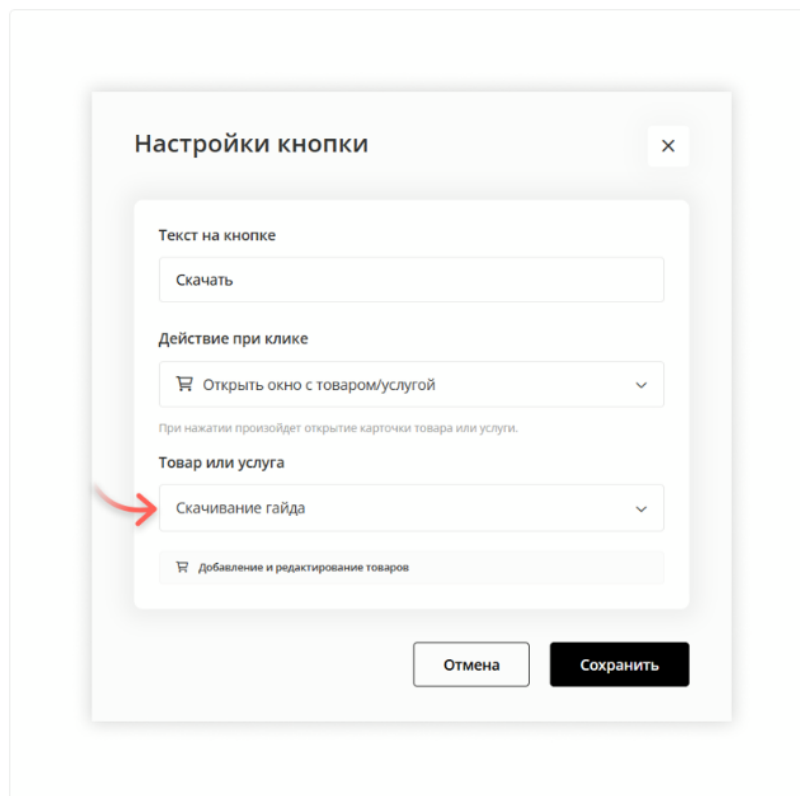 Настройки кнопки
Текст на кнопке
Скачать
Действие при клике
Открыть окно с товаром/услугой
При нажатии произойдет открытие карточки товара или услуги.
Товар или услуга
Скачивание гайда
Добавление и редактирование товаров
Отмена
Сохранить